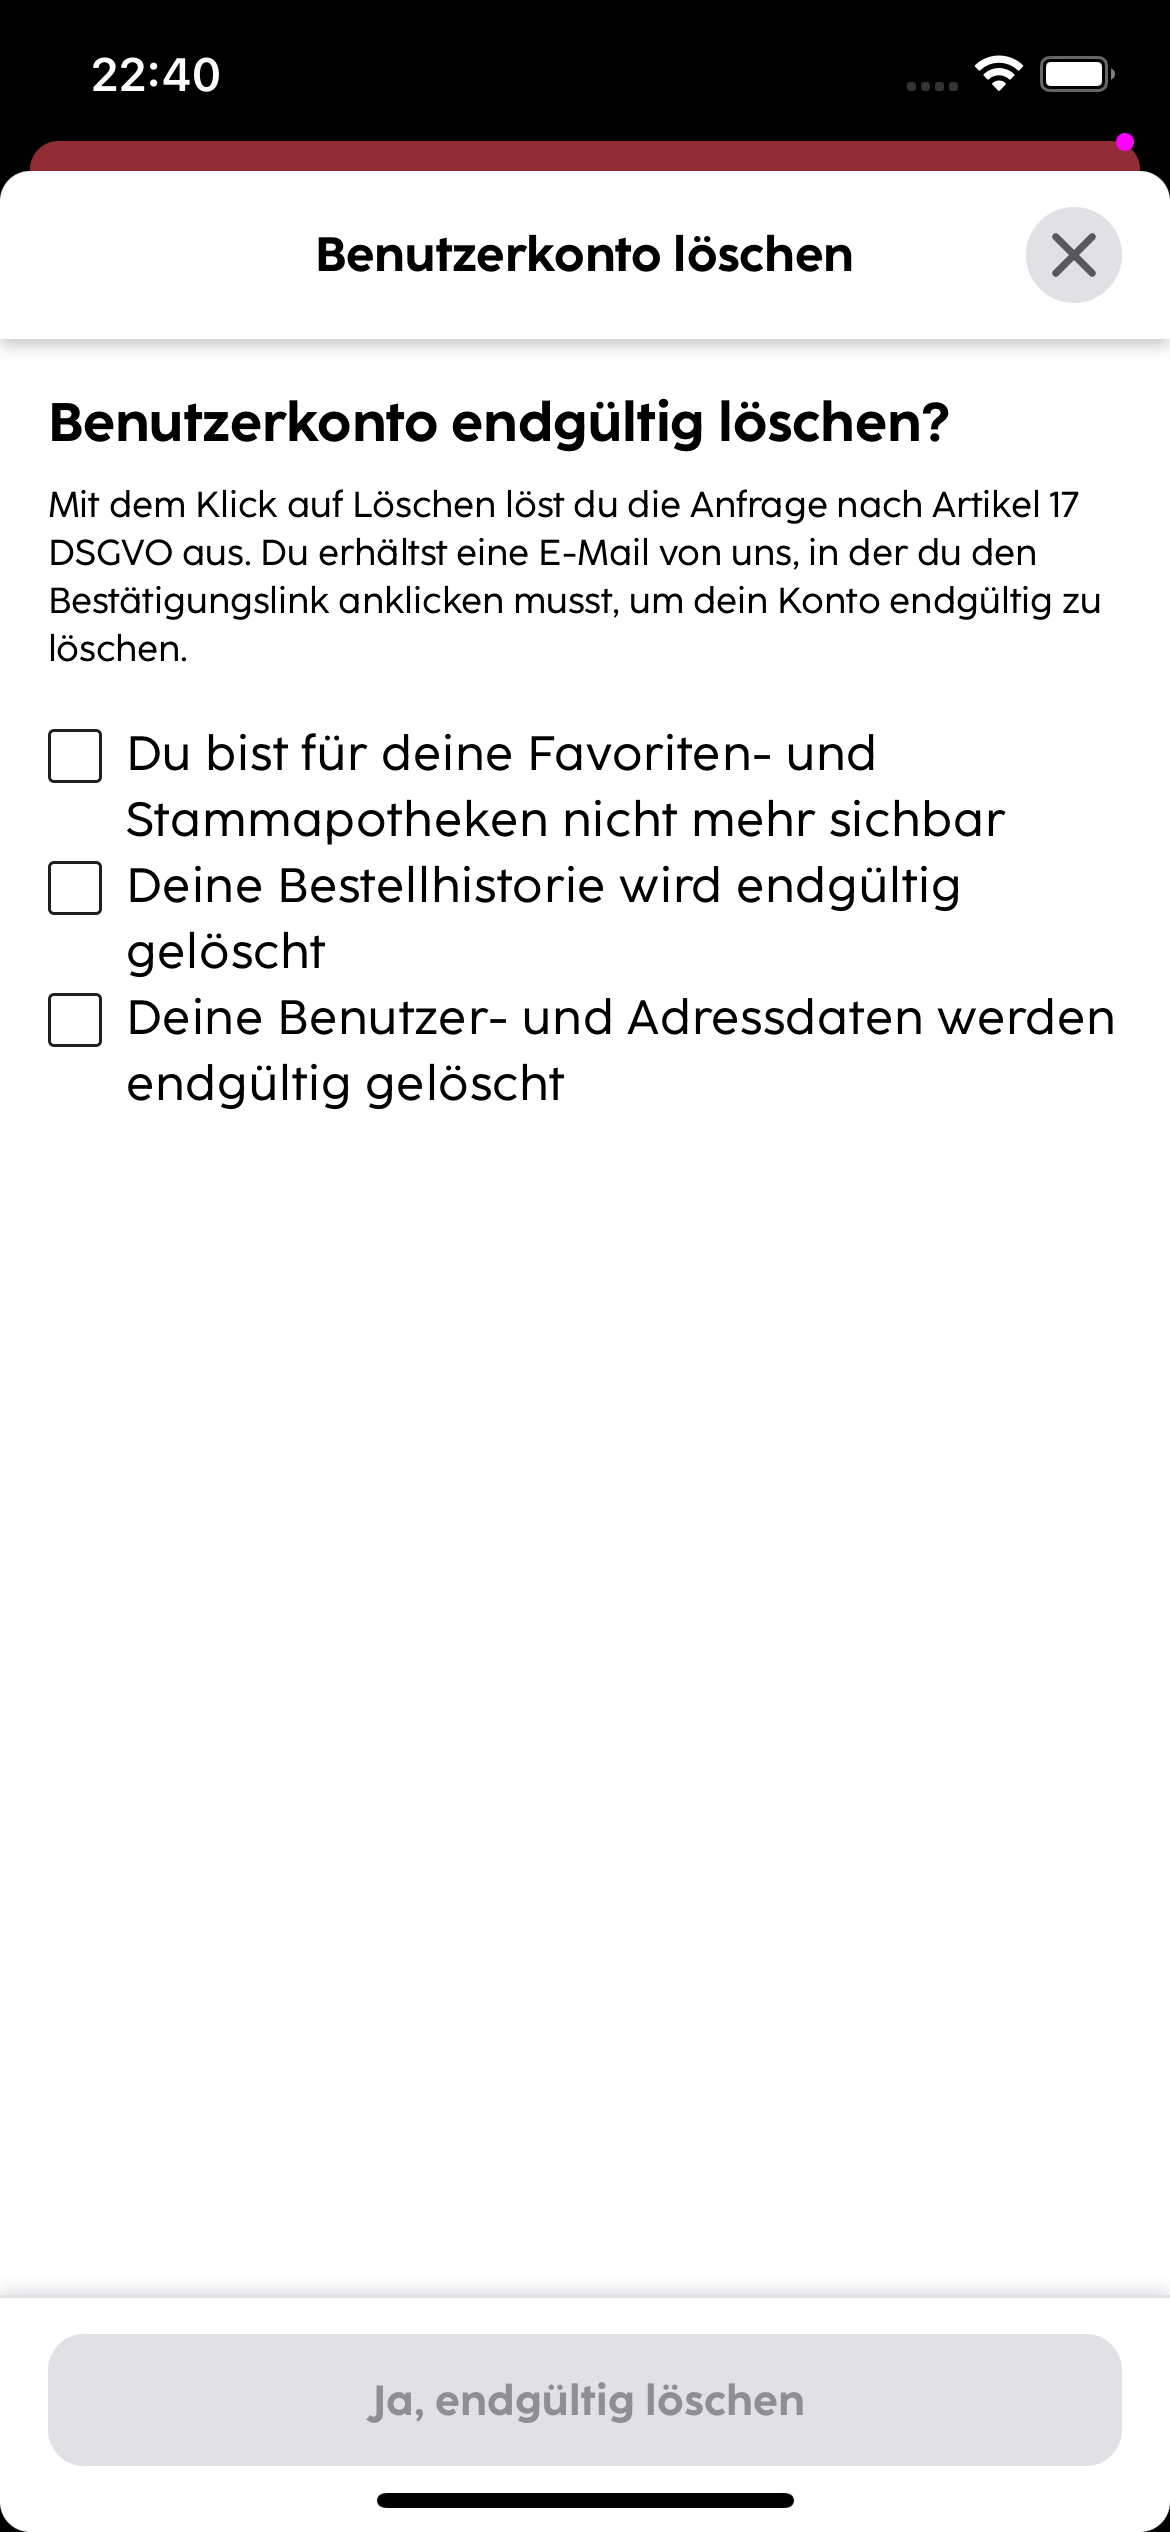 22:40
Benutzerkonto löschen
Benutzerkonto endgültig löschen?
Mit dem Klick auf Löschen löst du die Anfrage nach Artikel 17
DSGVO aus. Du erhältst eine E-Mail von uns, in der du den
Bestätigungslink anklicken musst, um dein Konto endgültig zu
löschen.
Du bist für deine Favoriten- und
Stammapotheken nicht mehr sichbar
Deine Bestellhistorie wird endgültig
gelöscht
Deine Benutzer- und Adressdaten werden
endgültig gelöscht
Ja, endgültig löschen